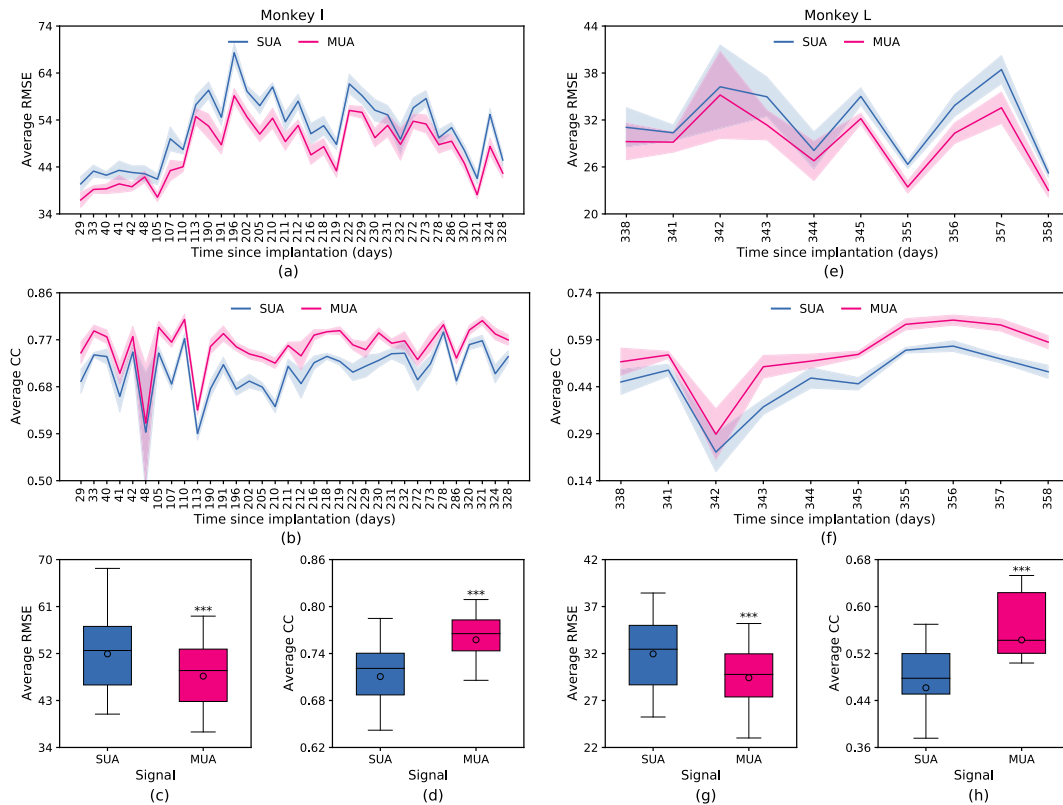 Monkey I
Average RMSE
74
64
54
44
34
SUA
MUA
29 33 40 41 42 48 105 107 110 113 190 191 196 202 205 210 211 212 216 218 219 222 229 230 231 232 272 273 278 286 320 321 324 328
Time since implantation (days)
(a)
Monkey L
Average RMSE
44
38
32
26
20
SUA
MUA
338 341 342 343 344 345 355 356 357 358
Time since implantation (days)
(e)
Average CC
0.86
0.77
0.68
0.59
0.50
SUA
MUA
29 33 40 41 42 48 105 107 110 113 190 191 196 202 205 210 211 212 216 218 219 222 229 230 231 232 272 273 278 286 320 321 324 328
Time since implantation (days)
(b)
Average CC
0.74
0.59
0.44
0.29
0.14
SUA
MUA
338 341 342 343 344 345 355 356 357 358
Time since implantation (days)
(f)
Average RMSE
70
61
52
43
34
***
SUA
MUA
Signal
(c)
Average CC
0.86
0.80
0.74
0.68
0.62
***
SUA
MUA
Signal
(d)
Average RMSE
42
37
32
27
22
***
SUA
MUA
Signal
(g)
Average CC
0.68
0.60
0.52
0.44
0.36
***
SUA
MUA
Signal
(h)